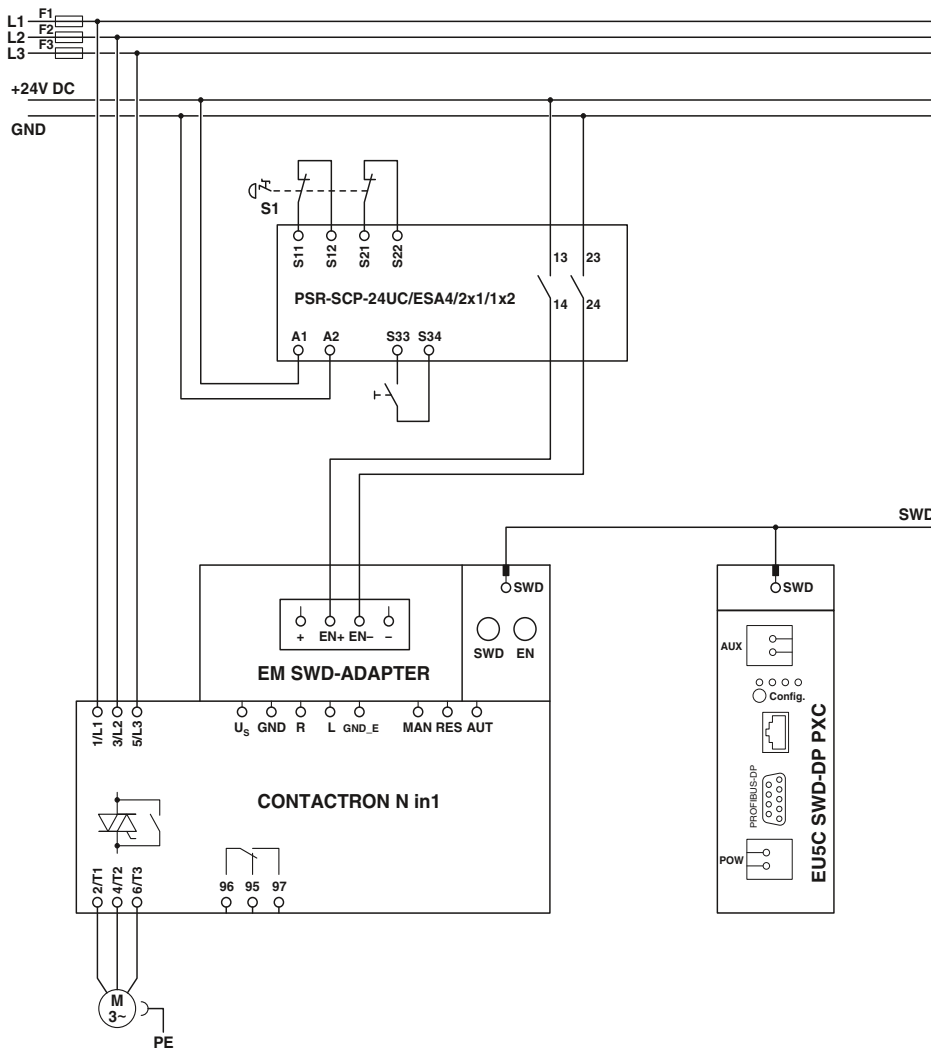 L1 F1
L2 F2
L3 F3
+24V DC
GND
S1
S11 S12 S21 S22
13 23
PSR-SCP-24UC/ESA4/2x1/1x2
14 24
A1 A2 S33 S34
SWD
SWD SWD
+ EN+ EN– –
SWD EN
AUX
EM SWD-ADAPTER
Config.
1/L1 3/L2 5/L3
US GND R L GND_E MAN RES AUT
CONTACTRON N in1
PROFIBUS-DP
EU5C SWD-DP PXC
POW
2/T1 4/T2 6/T3
96 95 97
M
3~
PE